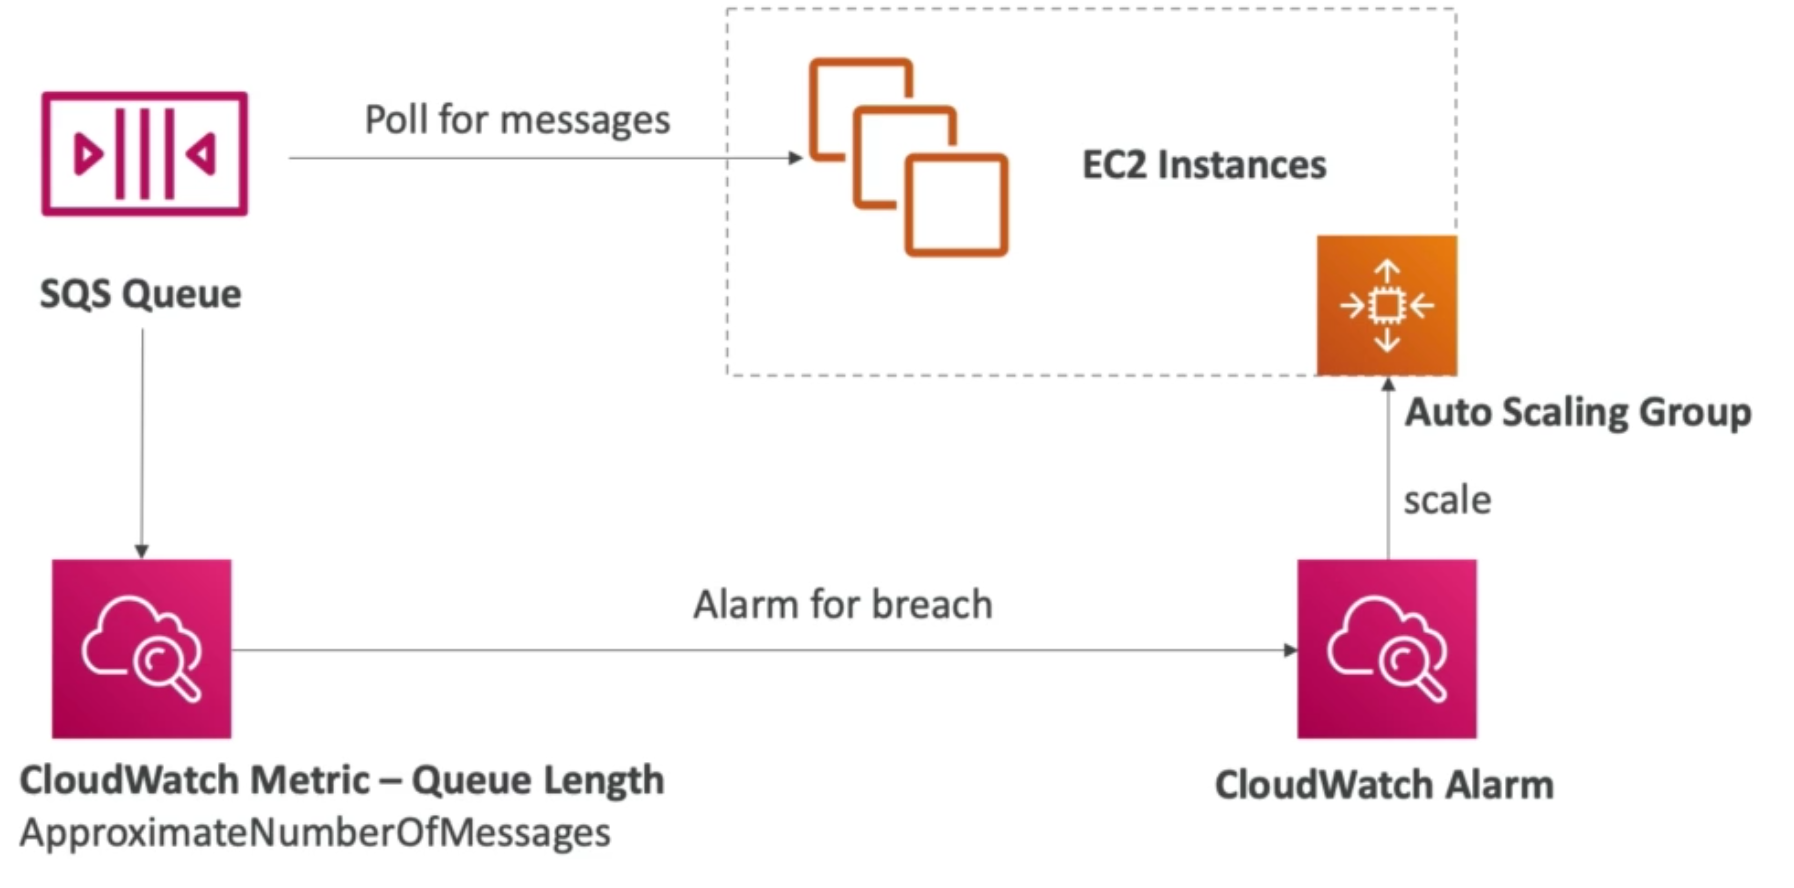 Poll for messages
EC2 Instances
SQS Queue
Auto Scaling Group
scale
Alarm for breach
CloudWatch Metric – Queue Length
ApproximateNumberOfMessages
CloudWatch Alarm